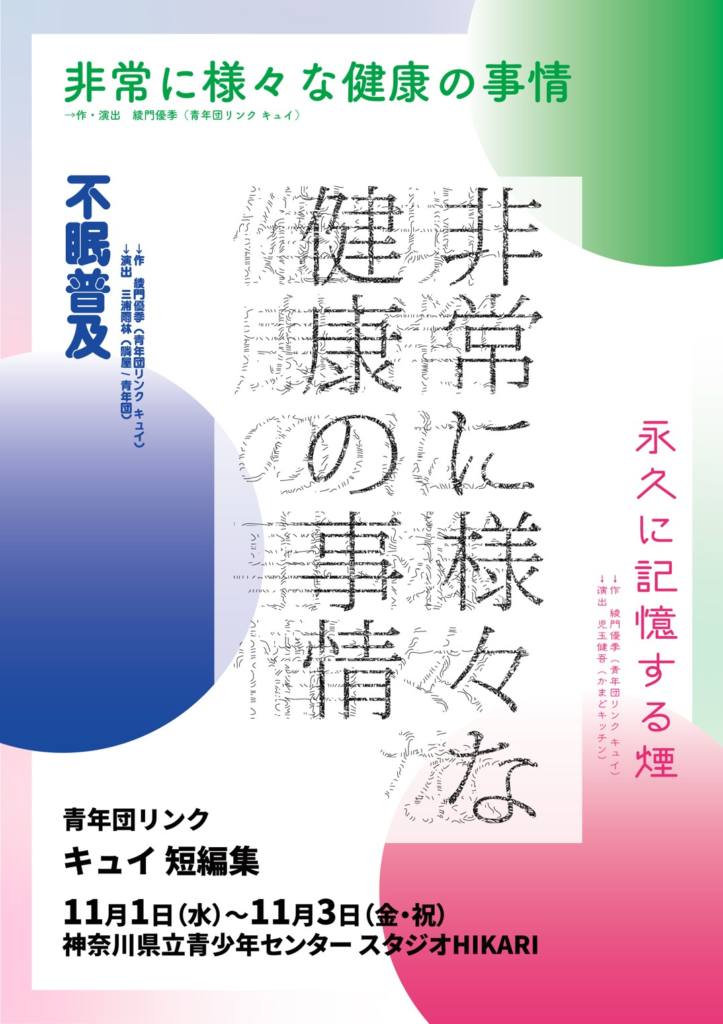 非常に様々な健康の事情
→作・演出　綾門優季（青年団リンク キュイ）
不眠普及
→作　綾門優季（青年団リンク キュイ）
→演出　三浦雨林（隣屋／青年団）
非常に様々な
健康の事情
永久に記憶する煙
→作　綾門優季（青年団リンク キュイ）
→演出　児玉健吾（かまどキッチン）
青年団リンク
キュイ 短編集
11月1日（水）～11月3日（金・祝）
神奈川県立青少年センター スタジオHIKARI